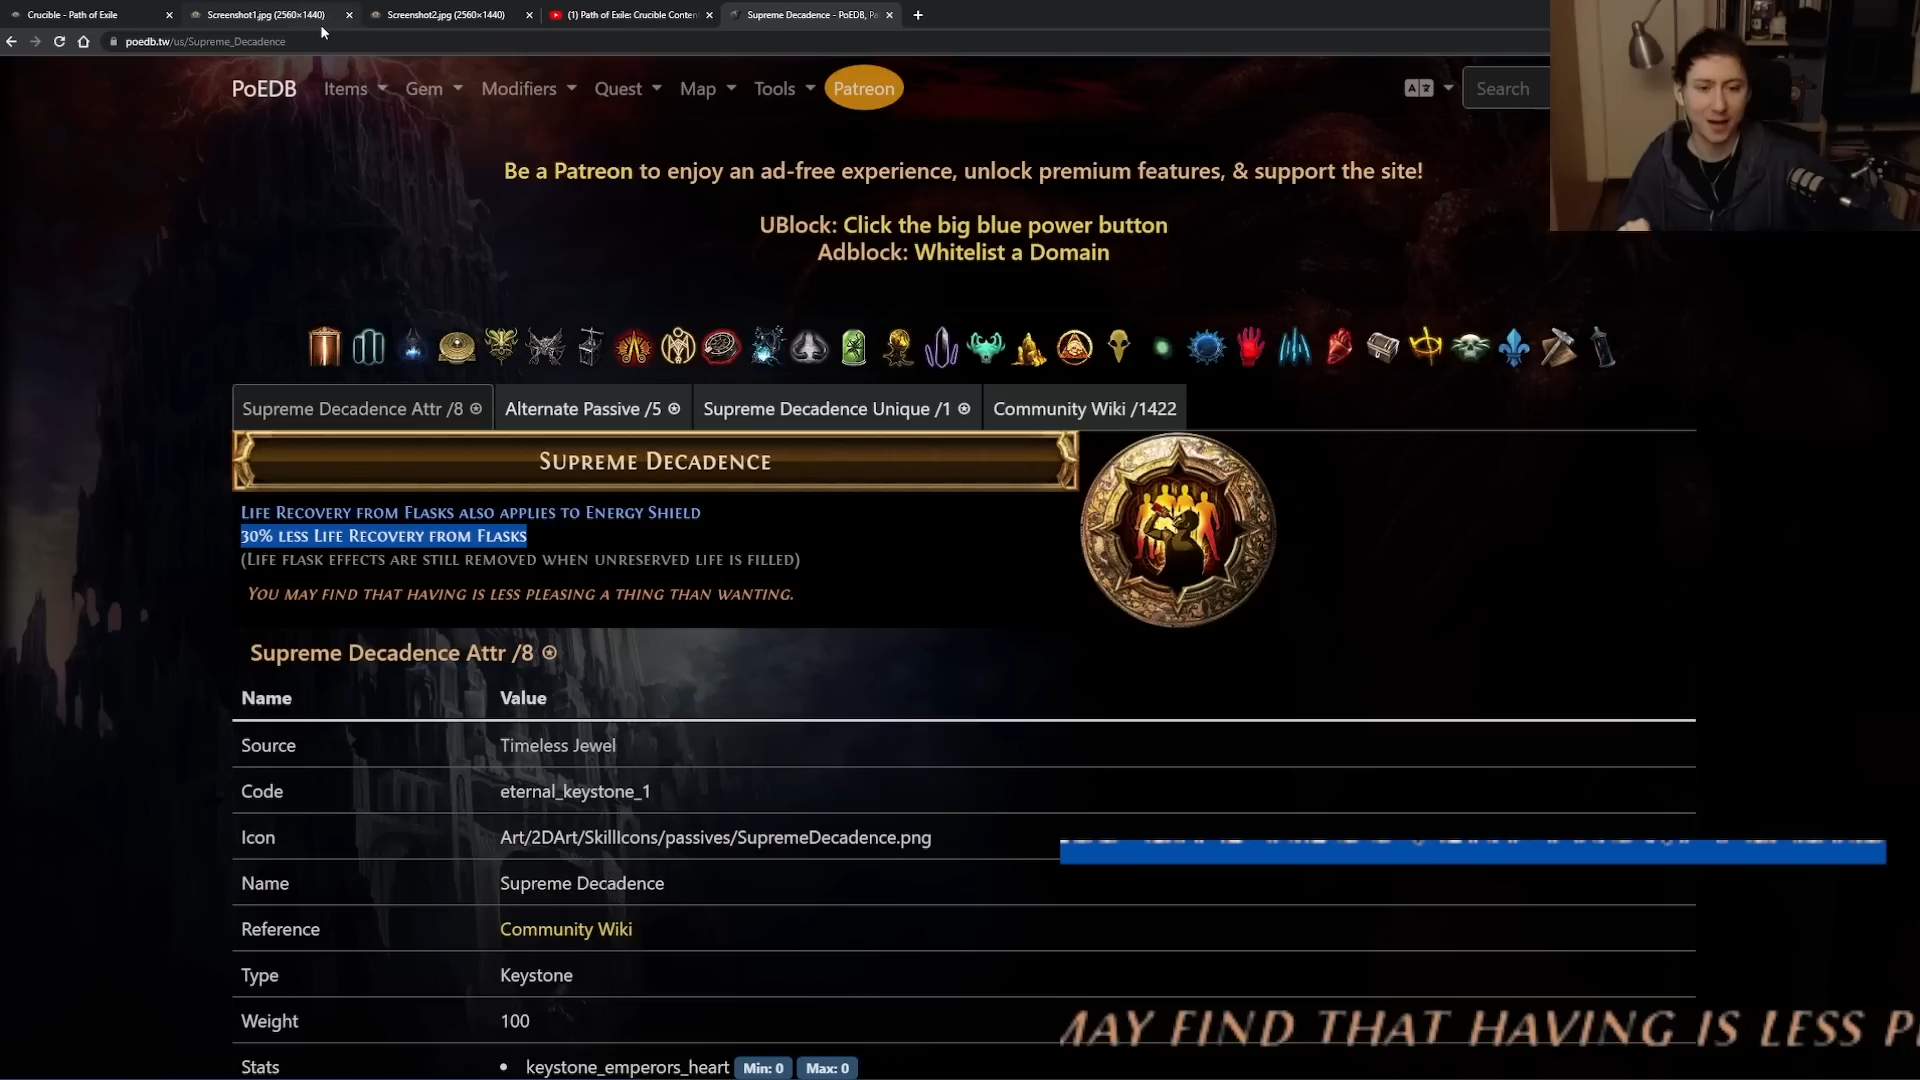 Crucible - Path of Exile
Screenshot1.jpg (2560×1440)
Screenshot2.jpg (2560×1440)
(1) Path of Exile: Crucible Conten
Supreme Decadence - PoEDB, Pa
poedb.tw/us/Supreme_Decadence
PoEDB
Items
Gem
Modifiers
Quest
Map
Tools
Patreon
Search
Be a Patreon to enjoy an ad-free experience, unlock premium features, & support the site!
UBlock: Click the big blue power button
Adblock: Whitelist a Domain
Supreme Decadence Attr /8
Alternate Passive /5
Supreme Decadence Unique /1
Community Wiki /1422
Supreme Decadence
Life Recovery from Flasks also applies to Energy Shield
30% less Life Recovery from Flasks
(Life flask effects are still removed when unreserved life is filled)
You may find that having is less pleasing a thing than wanting.
Supreme Decadence Attr /8
Name Value
Source Timeless Jewel
Code eternal_keystone_1
Icon Art/2DArt/SkillIcons/passives/SupremeDecadence.png
Name Supreme Decadence
Reference Community Wiki
Type Keystone
Weight 100
MAY FIND THAT HAVING IS LESS P
Stats keystone_emperors_heart Min: 0 Max: 0